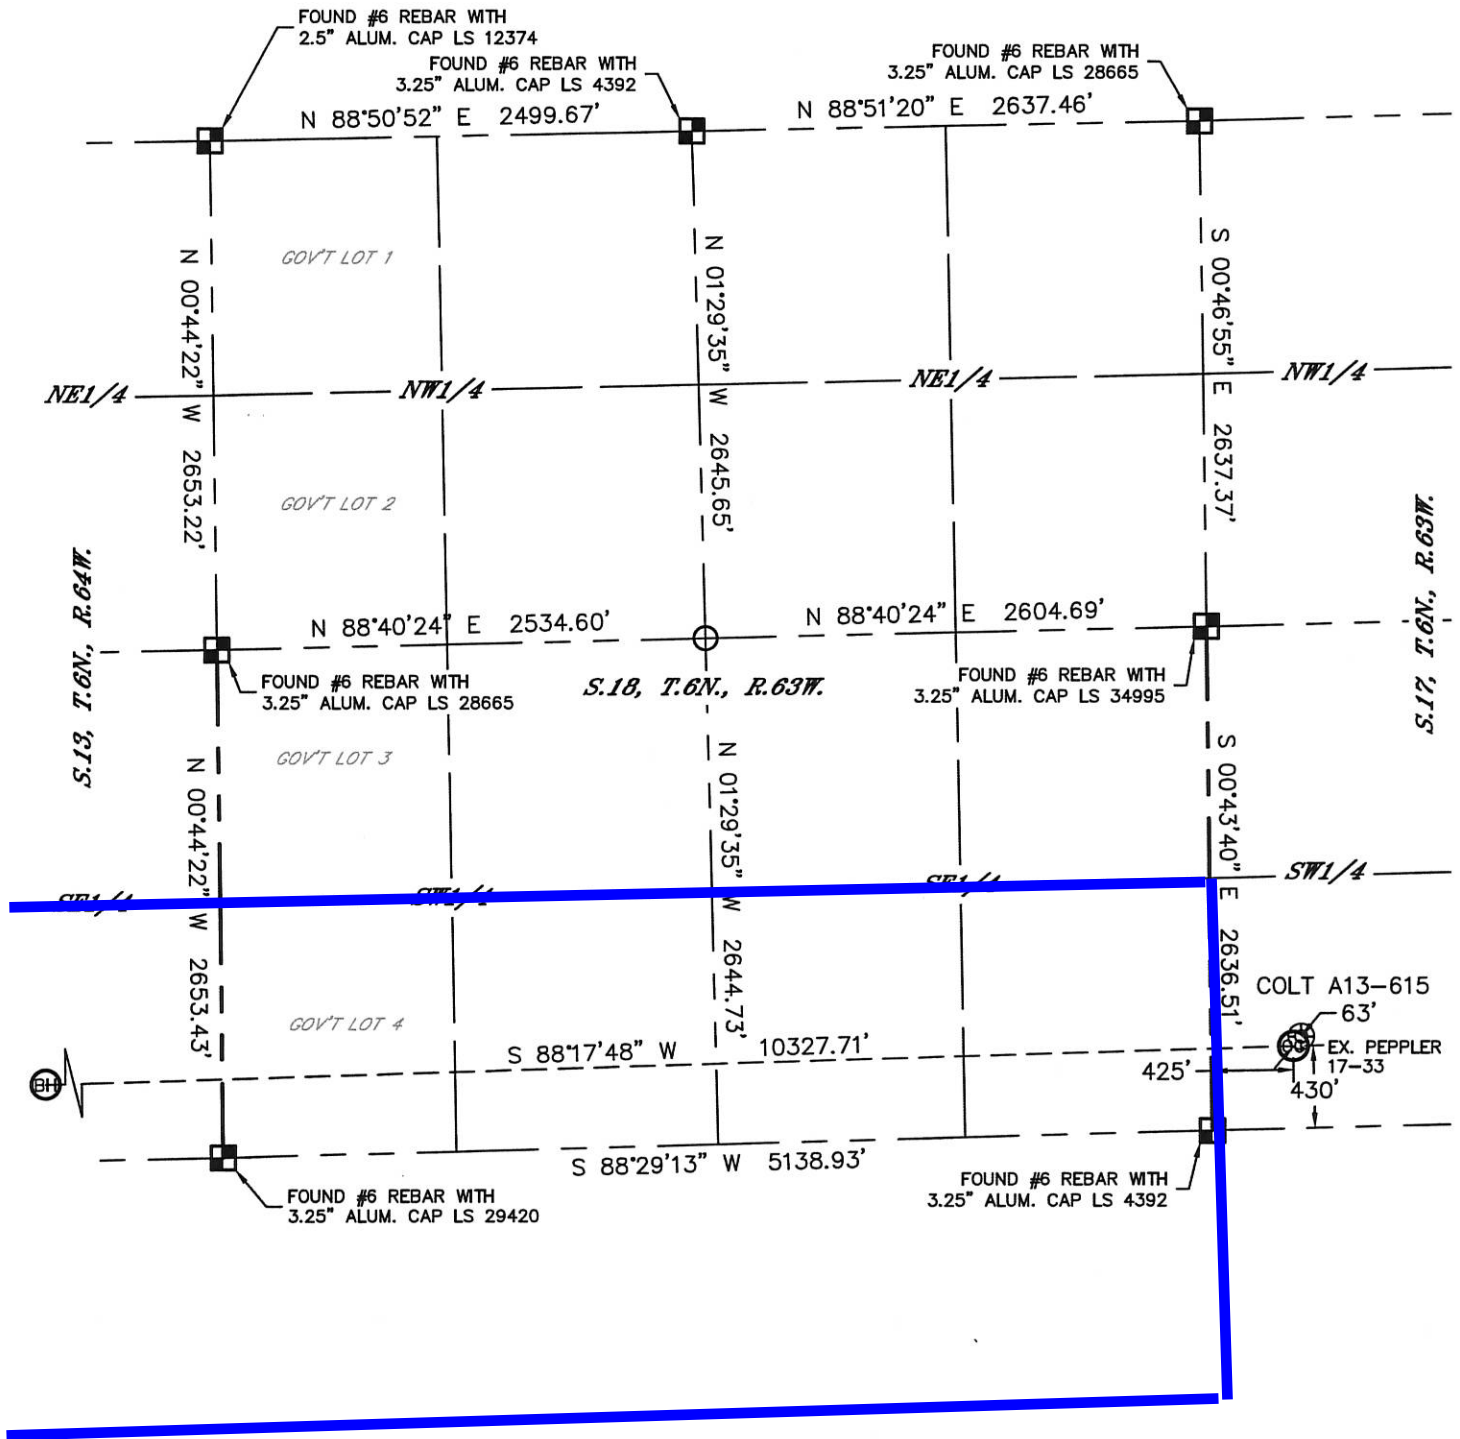 FOUND #6 REBAR WITH
2.5" ALUM. CAP LS 12374
FOUND #6 REBAR WITH
3.25" ALUM. CAP LS 4392
FOUND #6 REBAR WITH
3.25" ALUM. CAP LS 28665
N 88°50'52" E 2499.67'
N 88°51'20" E 2637.46'
GOV'T LOT 1
N 00°44'22" W 2653.22'
N 01°29'35" W 2645.65'
S 00°46'55" E 2637.37'
NE1/4
NW1/4
NE1/4
NW1/4
GOV'T LOT 2
S.13, T.6N., R.64W.
S.17, T.6N., R.63W.
N 88°40'24" E 2534.60'
N 88°40'24" E 2604.69'
FOUND #6 REBAR WITH
3.25" ALUM. CAP LS 28665
S.18, T.6N., R.63W.
FOUND #6 REBAR WITH
3.25" ALUM. CAP LS 34995
GOV'T LOT 3
N 00°44'22" W 2653.43'
N 01°29'35" W 2644.73'
S 00°43'40" E 2636.51'
SE1/4
SW1/4
SE1/4
SW1/4
COLT A13-615
63'
GOV'T LOT 4
S 88°17'48" W 10327.71'
EX. PEPPLER
17-33
425'
430'
BH
S 88°29'13" W 5138.93'
FOUND #6 REBAR WITH
3.25" ALUM. CAP LS 29420
FOUND #6 REBAR WITH
3.25" ALUM. CAP LS 4392